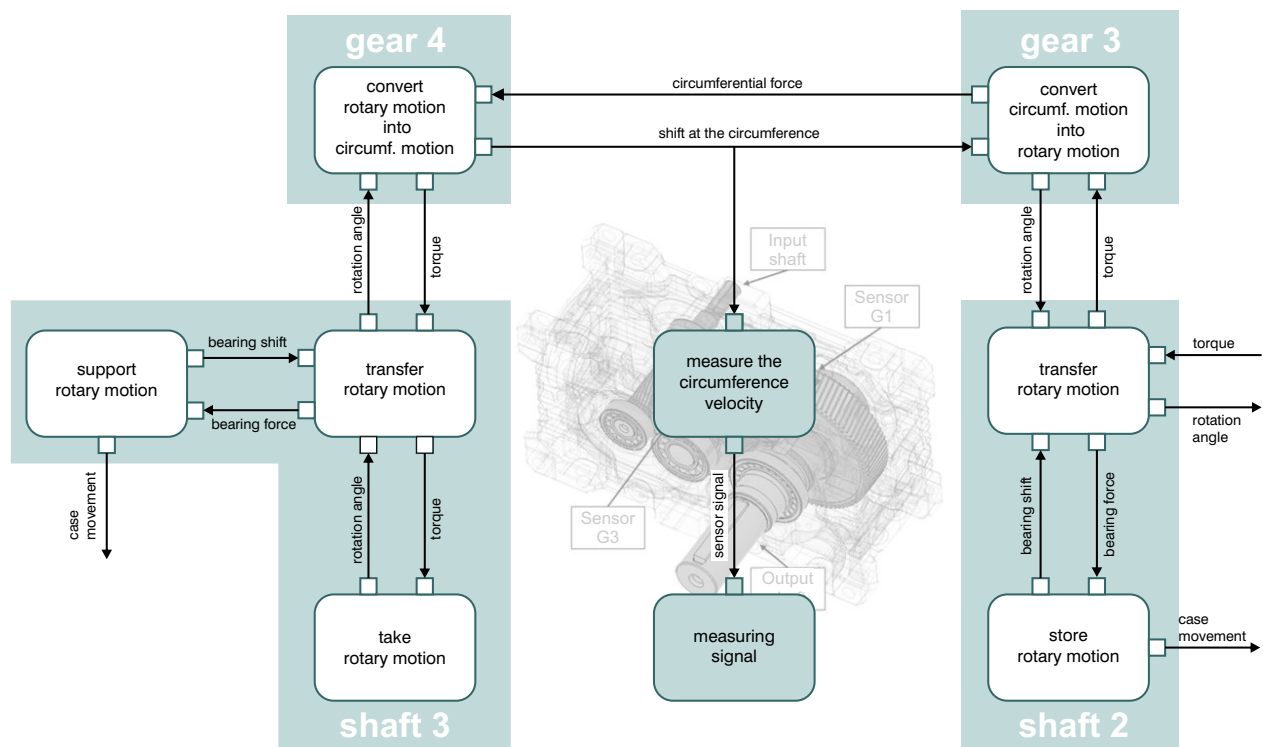 gear 4
gear 3
convert
rotary motion
into
circumf. motion
circumferential force
shift at the circumference
convert
circumf. motion
into
rotary motion
rotation angle
torque
rotation angle
torque
Input
shaft
Sensor
G1
support
rotary motion
bearing shift
bearing force
transfer
rotary motion
measure the
circumference
velocity
transfer
rotary motion
torque
rotation
angle
case
movement
rotation angle
torque
Sensor
G3
sensor signal
bearing shift
bearing force
Output
take
rotary motion
measuring
signal
store
rotary motion
case
movement
shaft 3
shaft 2